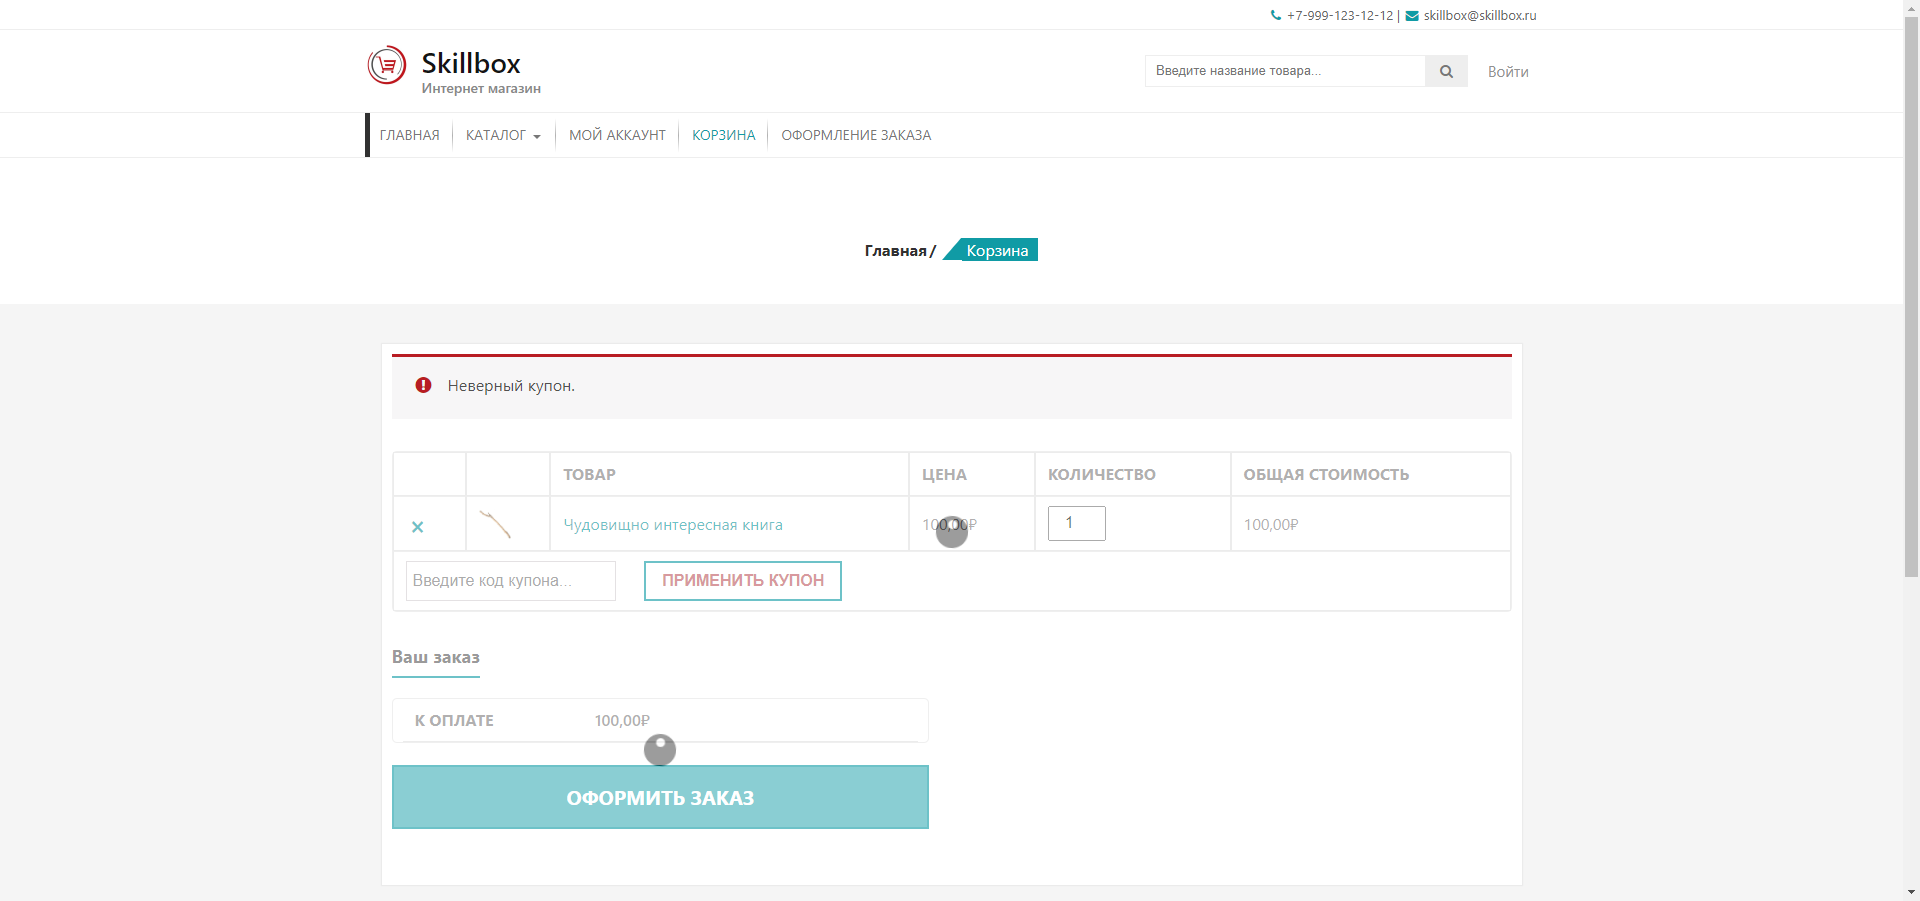 +7-999-123-12-12 | skillbox@skillbox.ru
Skillbox
Интернет магазин
Введите название товара...
Войти
ГЛАВНАЯ КАТАЛОГ МОЙ АККАУНТ КОРЗИНА ОФОРМЛЕНИЕ ЗАКАЗА
Главная / Корзина
Неверный купон.
ТОВАР ЦЕНА КОЛИЧЕСТВО ОБЩАЯ СТОИМОСТЬ
× Чудовищно интересная книга 100,00₽ 1 100,00₽
Введите код купона... ПРИМЕНИТЬ КУПОН
Ваш заказ
К ОПЛАТЕ 100,00₽
ОФОРМИТЬ ЗАКАЗ